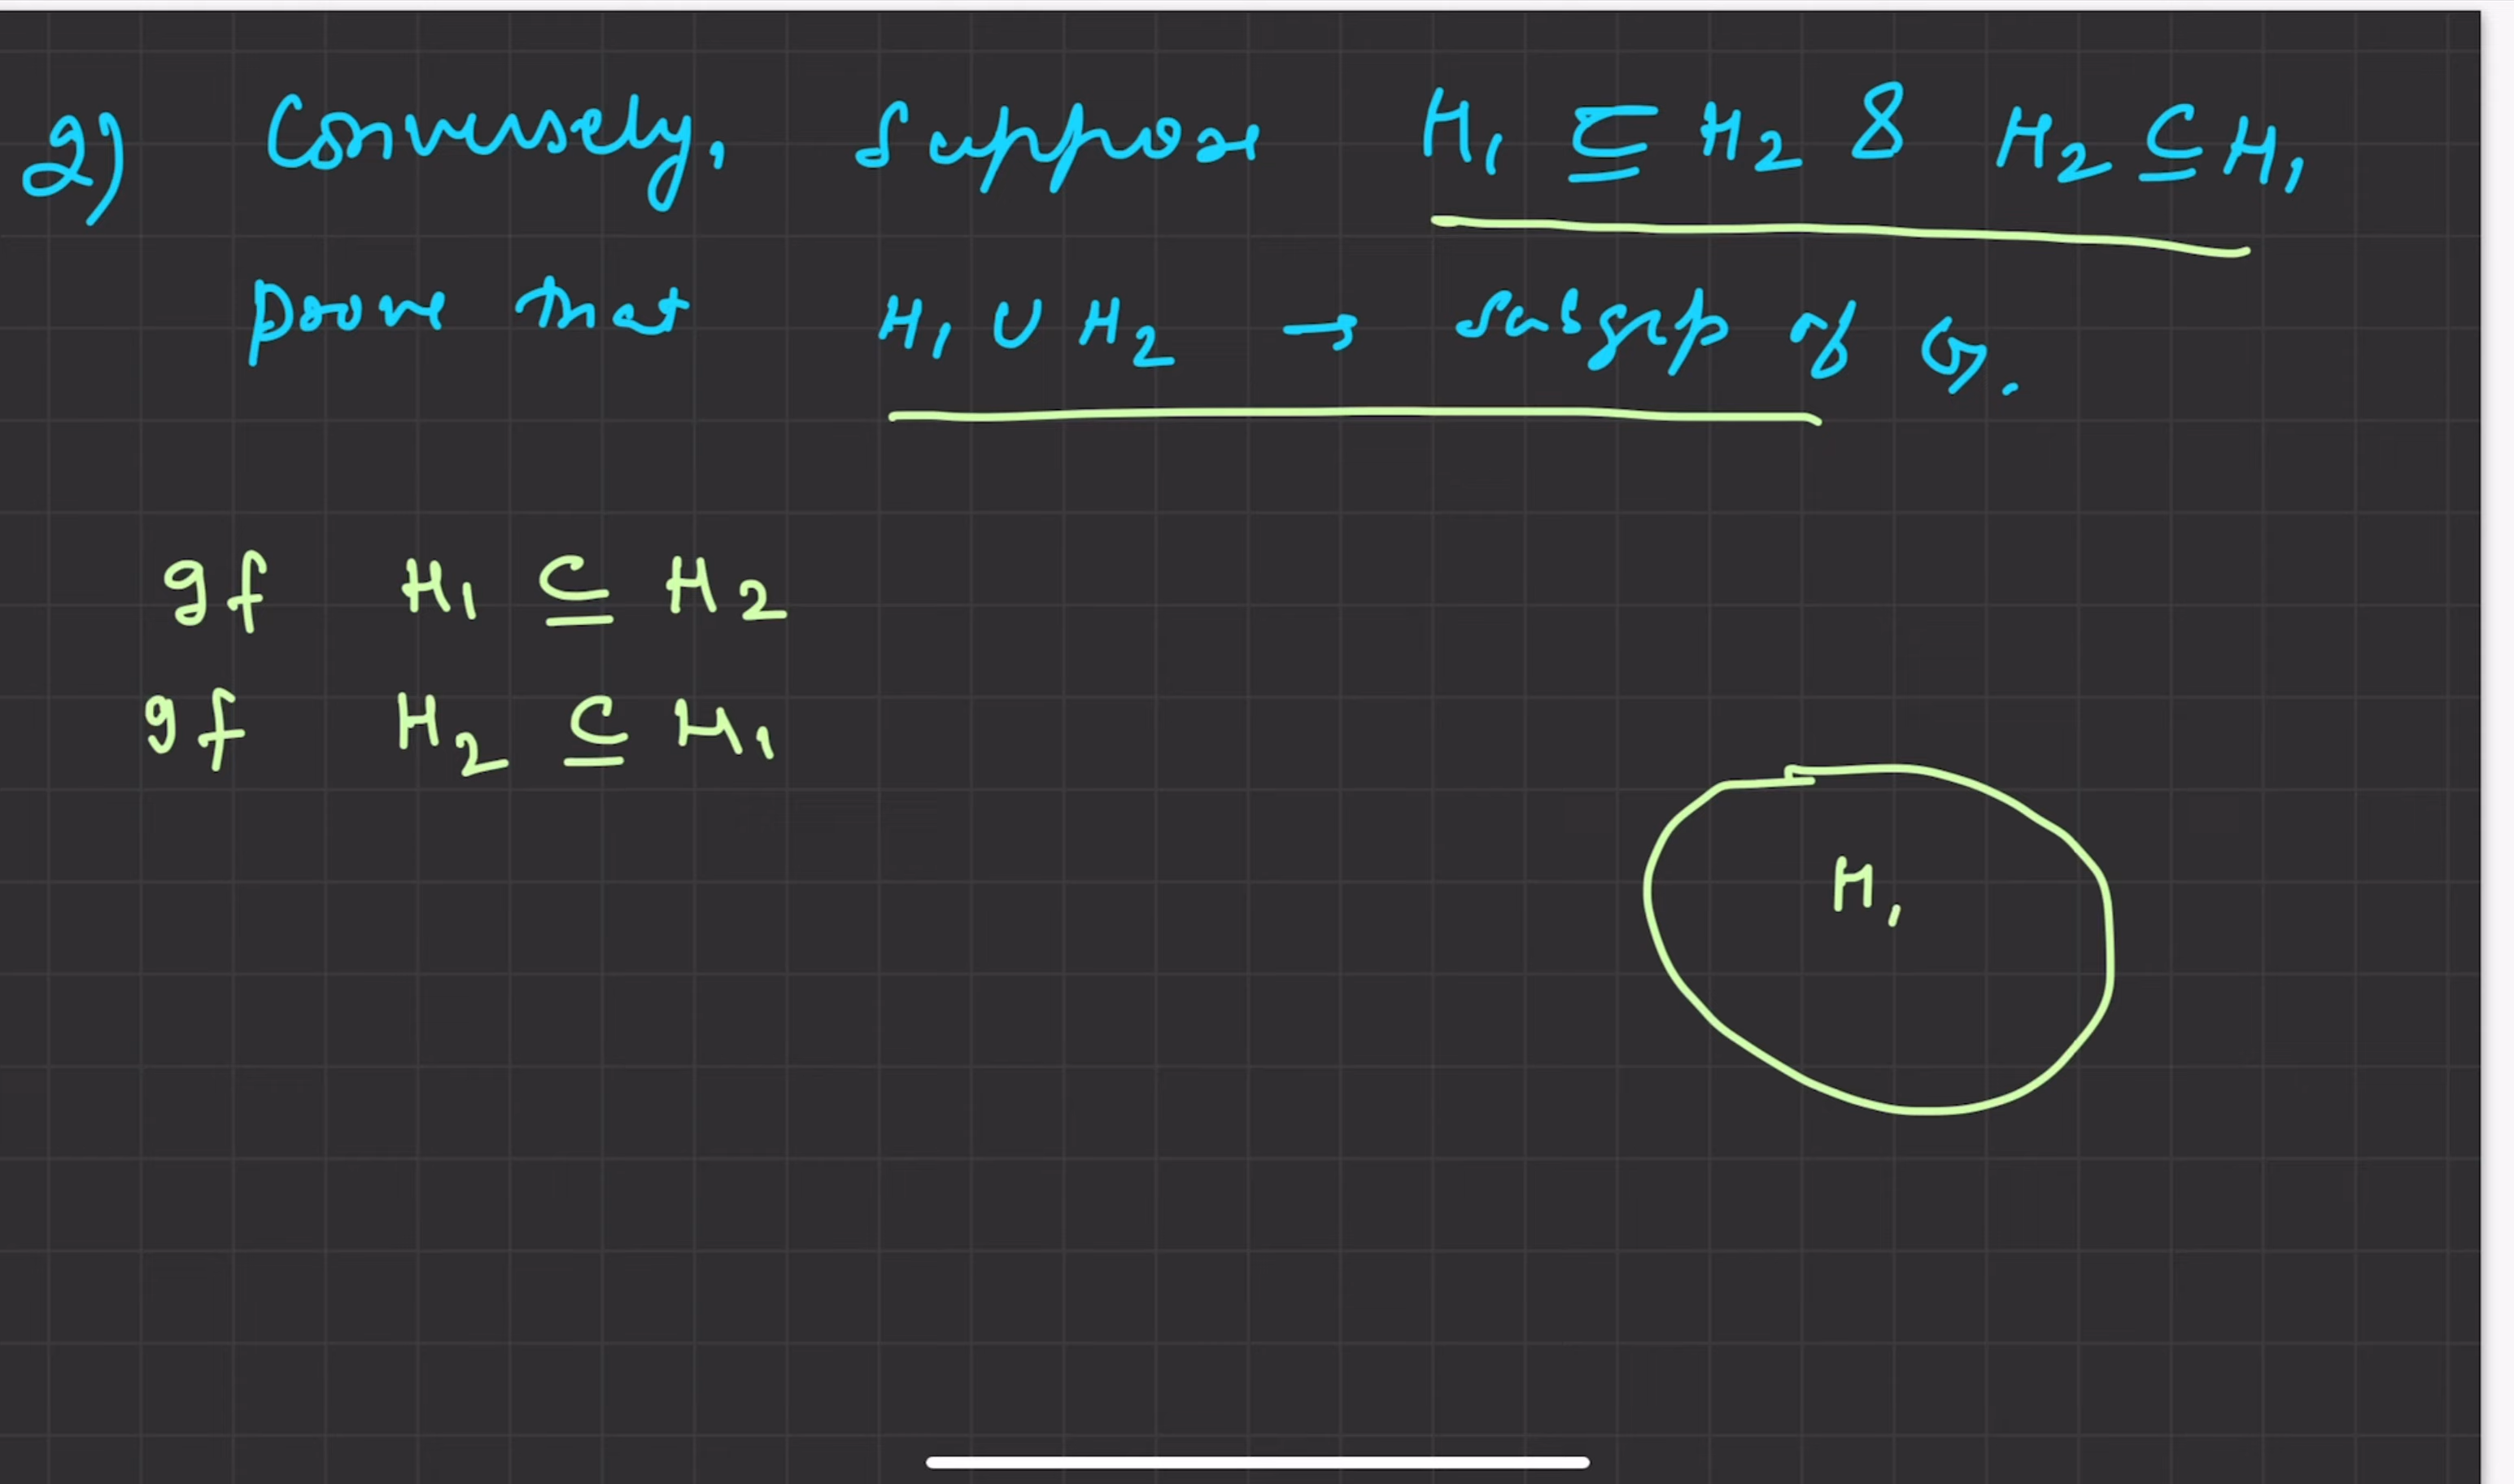 2) Conversely, Suppose H₁ ⊆ H₂ & H₂ ⊆ H₁
prove that H₁ ∪ H₂ → subgrp of G.
If H₁ ⊆ H₂
If H₂ ⊆ H₁
H₁